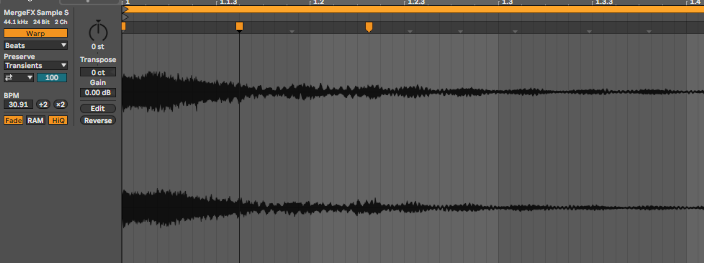 MergeFX Sample S
44.1 kHz 24 Bit 2 Ch
Warp
Beats
Preserve
Transients
100
BPM
30.91 ÷2 ×2
Fade RAM HiQ
0 st
Transpose
0 ct
Gain
0.00 dB
Edit
Reverse
1 1.1.3 1.2 1.2.3 1.3 1.3.3 1.4